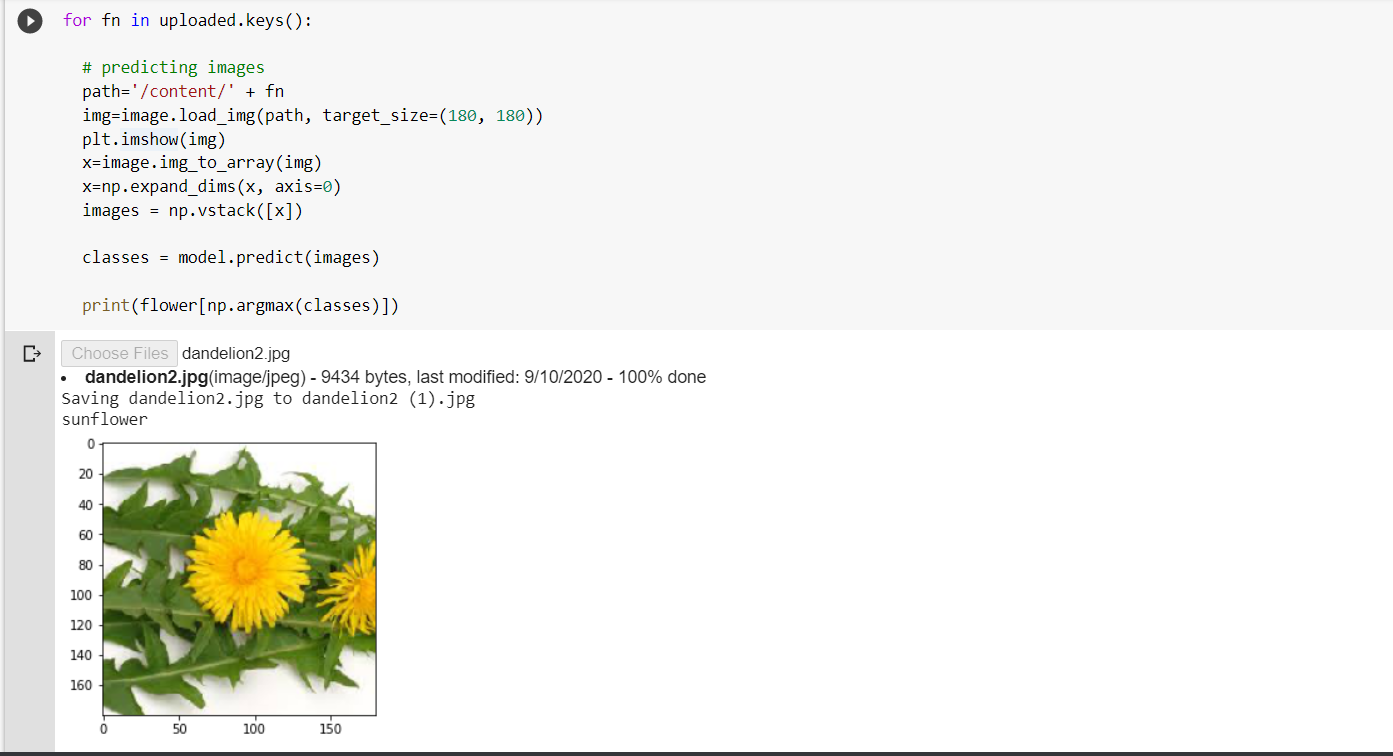 for fn in uploaded.keys():
# predicting images
path='/content/' + fn
img=image.load_img(path, target_size=(180, 180))
plt.imshow(img)
x=image.img_to_array(img)
x=np.expand_dims(x, axis=0)
images = np.vstack([x])
classes = model.predict(images)
print(flower[np.argmax(classes)])
Choose Files dandelion2.jpg
• dandelion2.jpg(image/jpeg) - 9434 bytes, last modified: 9/10/2020 - 100% done
Saving dandelion2.jpg to dandelion2 (1).jpg
sunflower
0
20
40
60
80
100
120
140
160
0 50 100 150